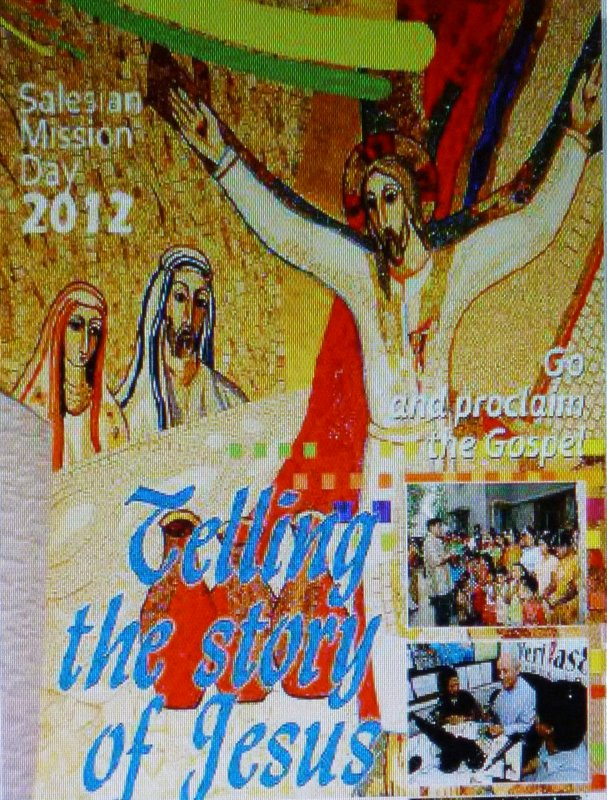 Salesian
Mission
Day
2012
Go
and proclaim
the Gospel
Telling
the story
of Jesus